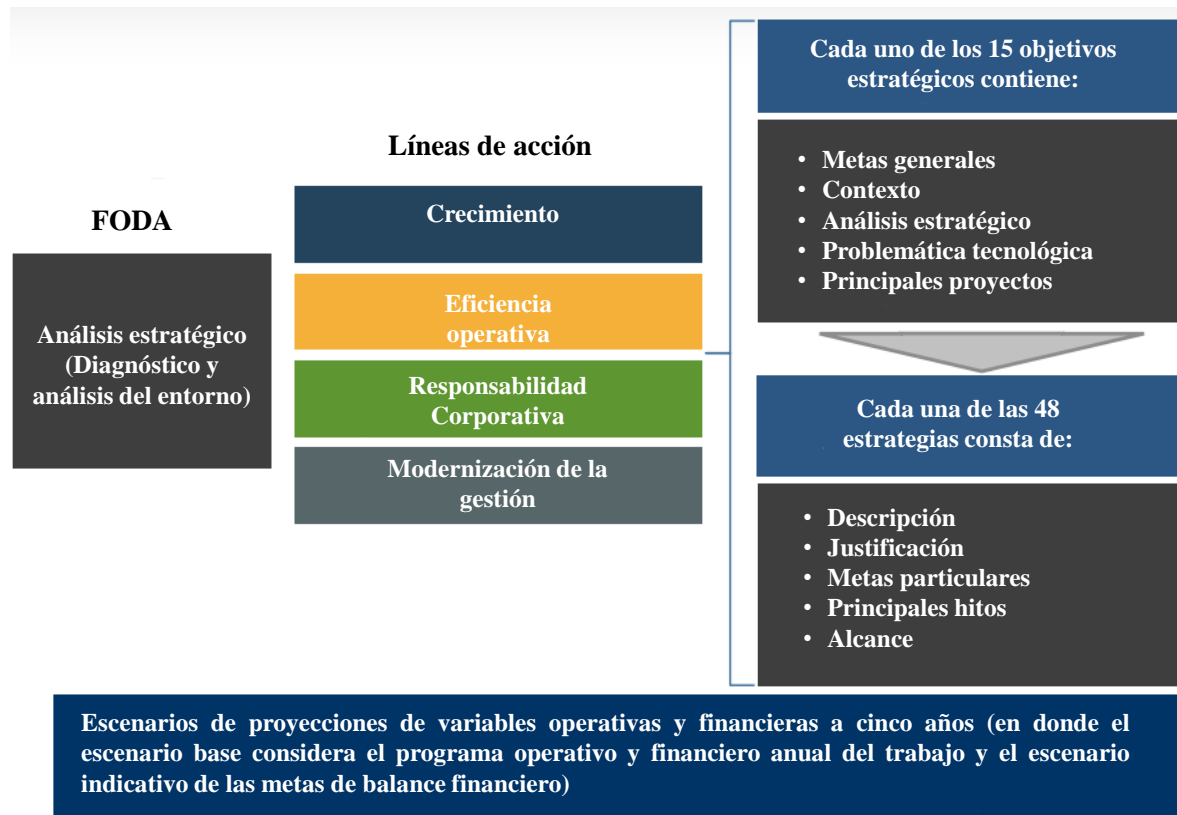 FODA
Análisis estratégico
(Diagnóstico y
análisis del entorno)
Líneas de acción
Crecimiento
Eficiencia
operativa
Responsabilidad
Corporativa
Modernización de la
gestión
Cada uno de los 15 objetivos
estratégicos contiene:
• Metas generales
• Contexto
• Análisis estratégico
• Problemática tecnológica
• Principales proyectos
Cada una de las 48
estrategias consta de:
• Descripción
• Justificación
• Metas particulares
• Principales hitos
• Alcance
Escenarios de proyecciones de variables operativas y financieras a cinco años (en donde el
escenario base considera el programa operativo y financiero anual del trabajo y el escenario
indicativo de las metas de balance financiero)